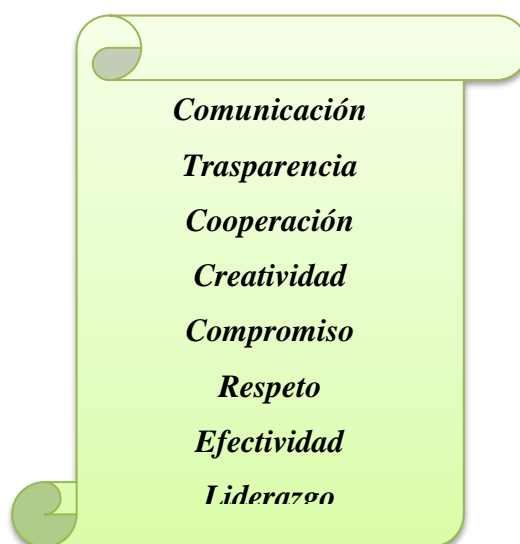 Comunicación
Trasparencia
Cooperación
Creatividad
Compromiso
Respeto
Efectividad
Liderazgo